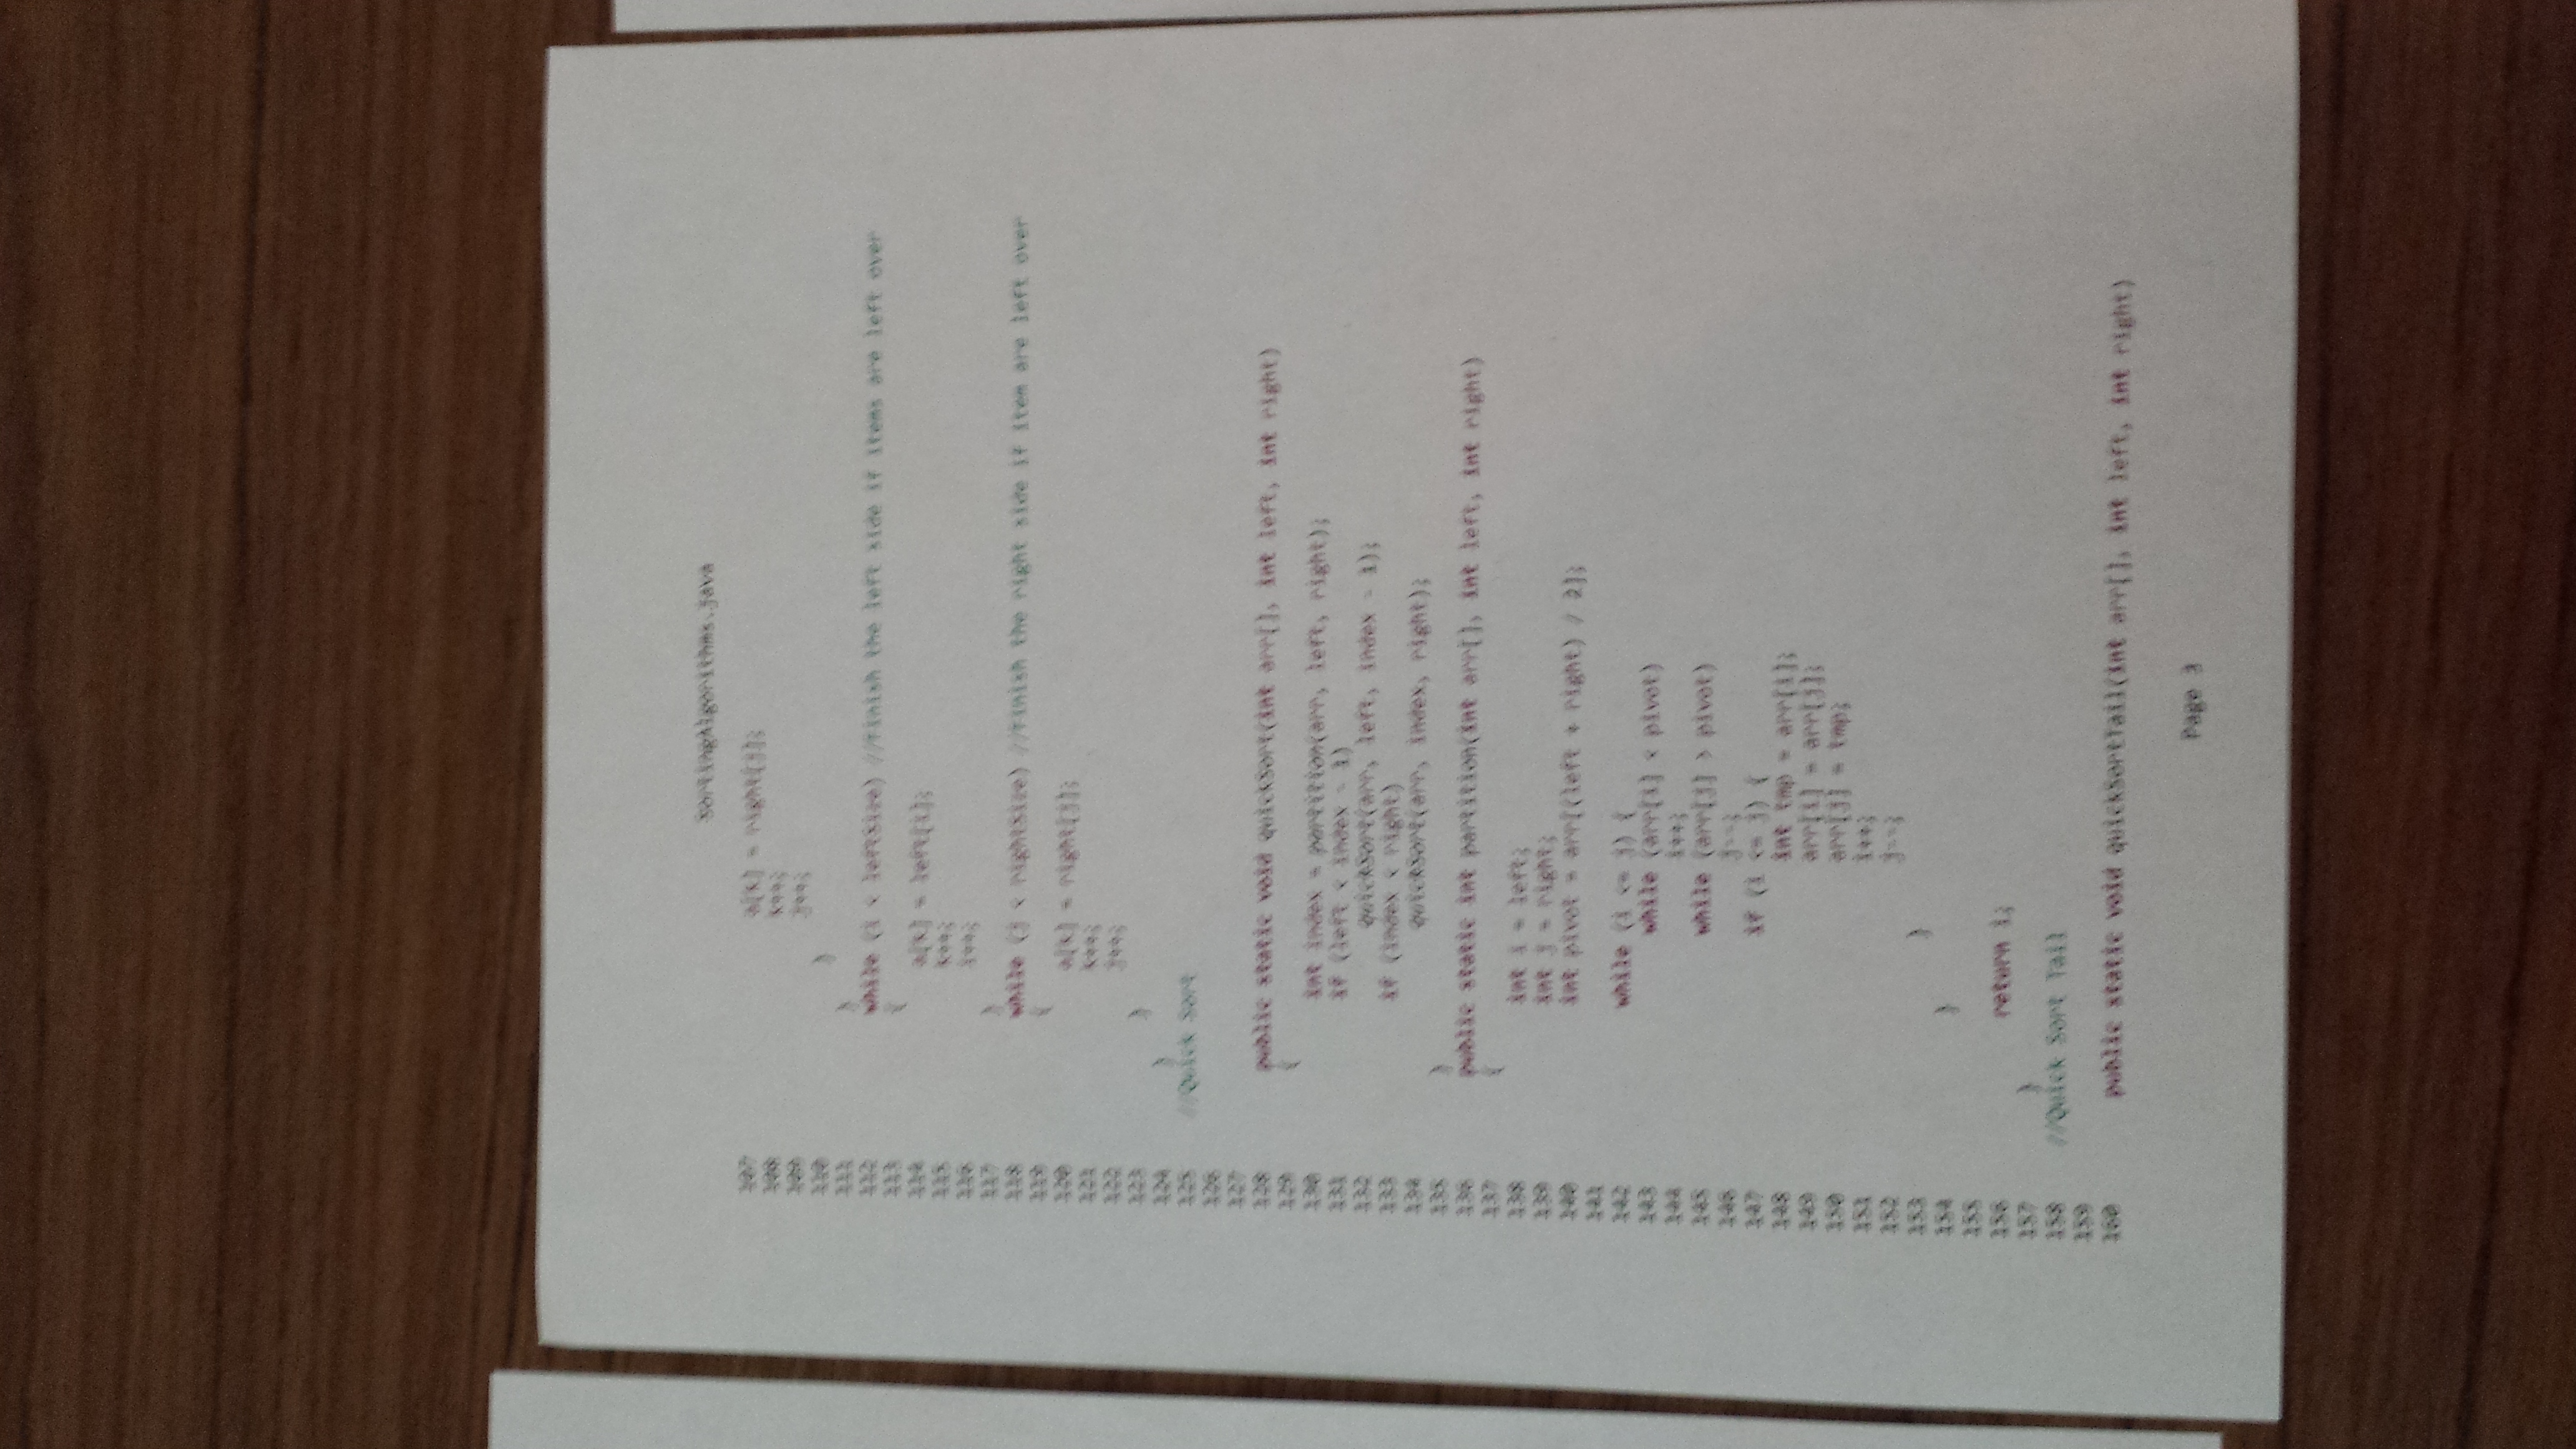 SortingAlgorithms.java
107 a[k] = right[j];
108 k++;
109 j++;
110 }
111 }
112 while (i < leftSize) //Finish the left side if items are left over
113 {
114 a[k] = left[i];
115 k++;
116 i++;
117 }
118 while (j < rightSize) //Finish the right side if item are left over
119 {
120 a[k] = right[j];
121 k++;
122 j++;
123 }
124 }
125 //Quick Sort
126
127
128 public static void quickSort(int arr[], int left, int right)
129 {
130 int index = partition(arr, left, right);
131 if (left < index - 1)
132 quickSort(arr, left, index - 1);
133 if (index < right)
134 quickSort(arr, index, right);
135 }
136 public static int partition(int arr[], int left, int right)
137 {
138 int i = left;
139 int j = right;
140 int pivot = arr[(left + right) / 2];
141
142 while (i <= j) {
143 while (arr[i] < pivot)
144 i++;
145 while (arr[j] > pivot)
146 j--;
147 if (i <= j) {
148 int tmp = arr[i];
149 arr[i] = arr[j];
150 arr[j] = tmp;
151 i++;
152 j--;
153 }
154 }
155
156 return i;
157 }
158 //Quick Sort Tail
159
160 public static void quickSortTail(int arr[], int left, int right)
Page 3